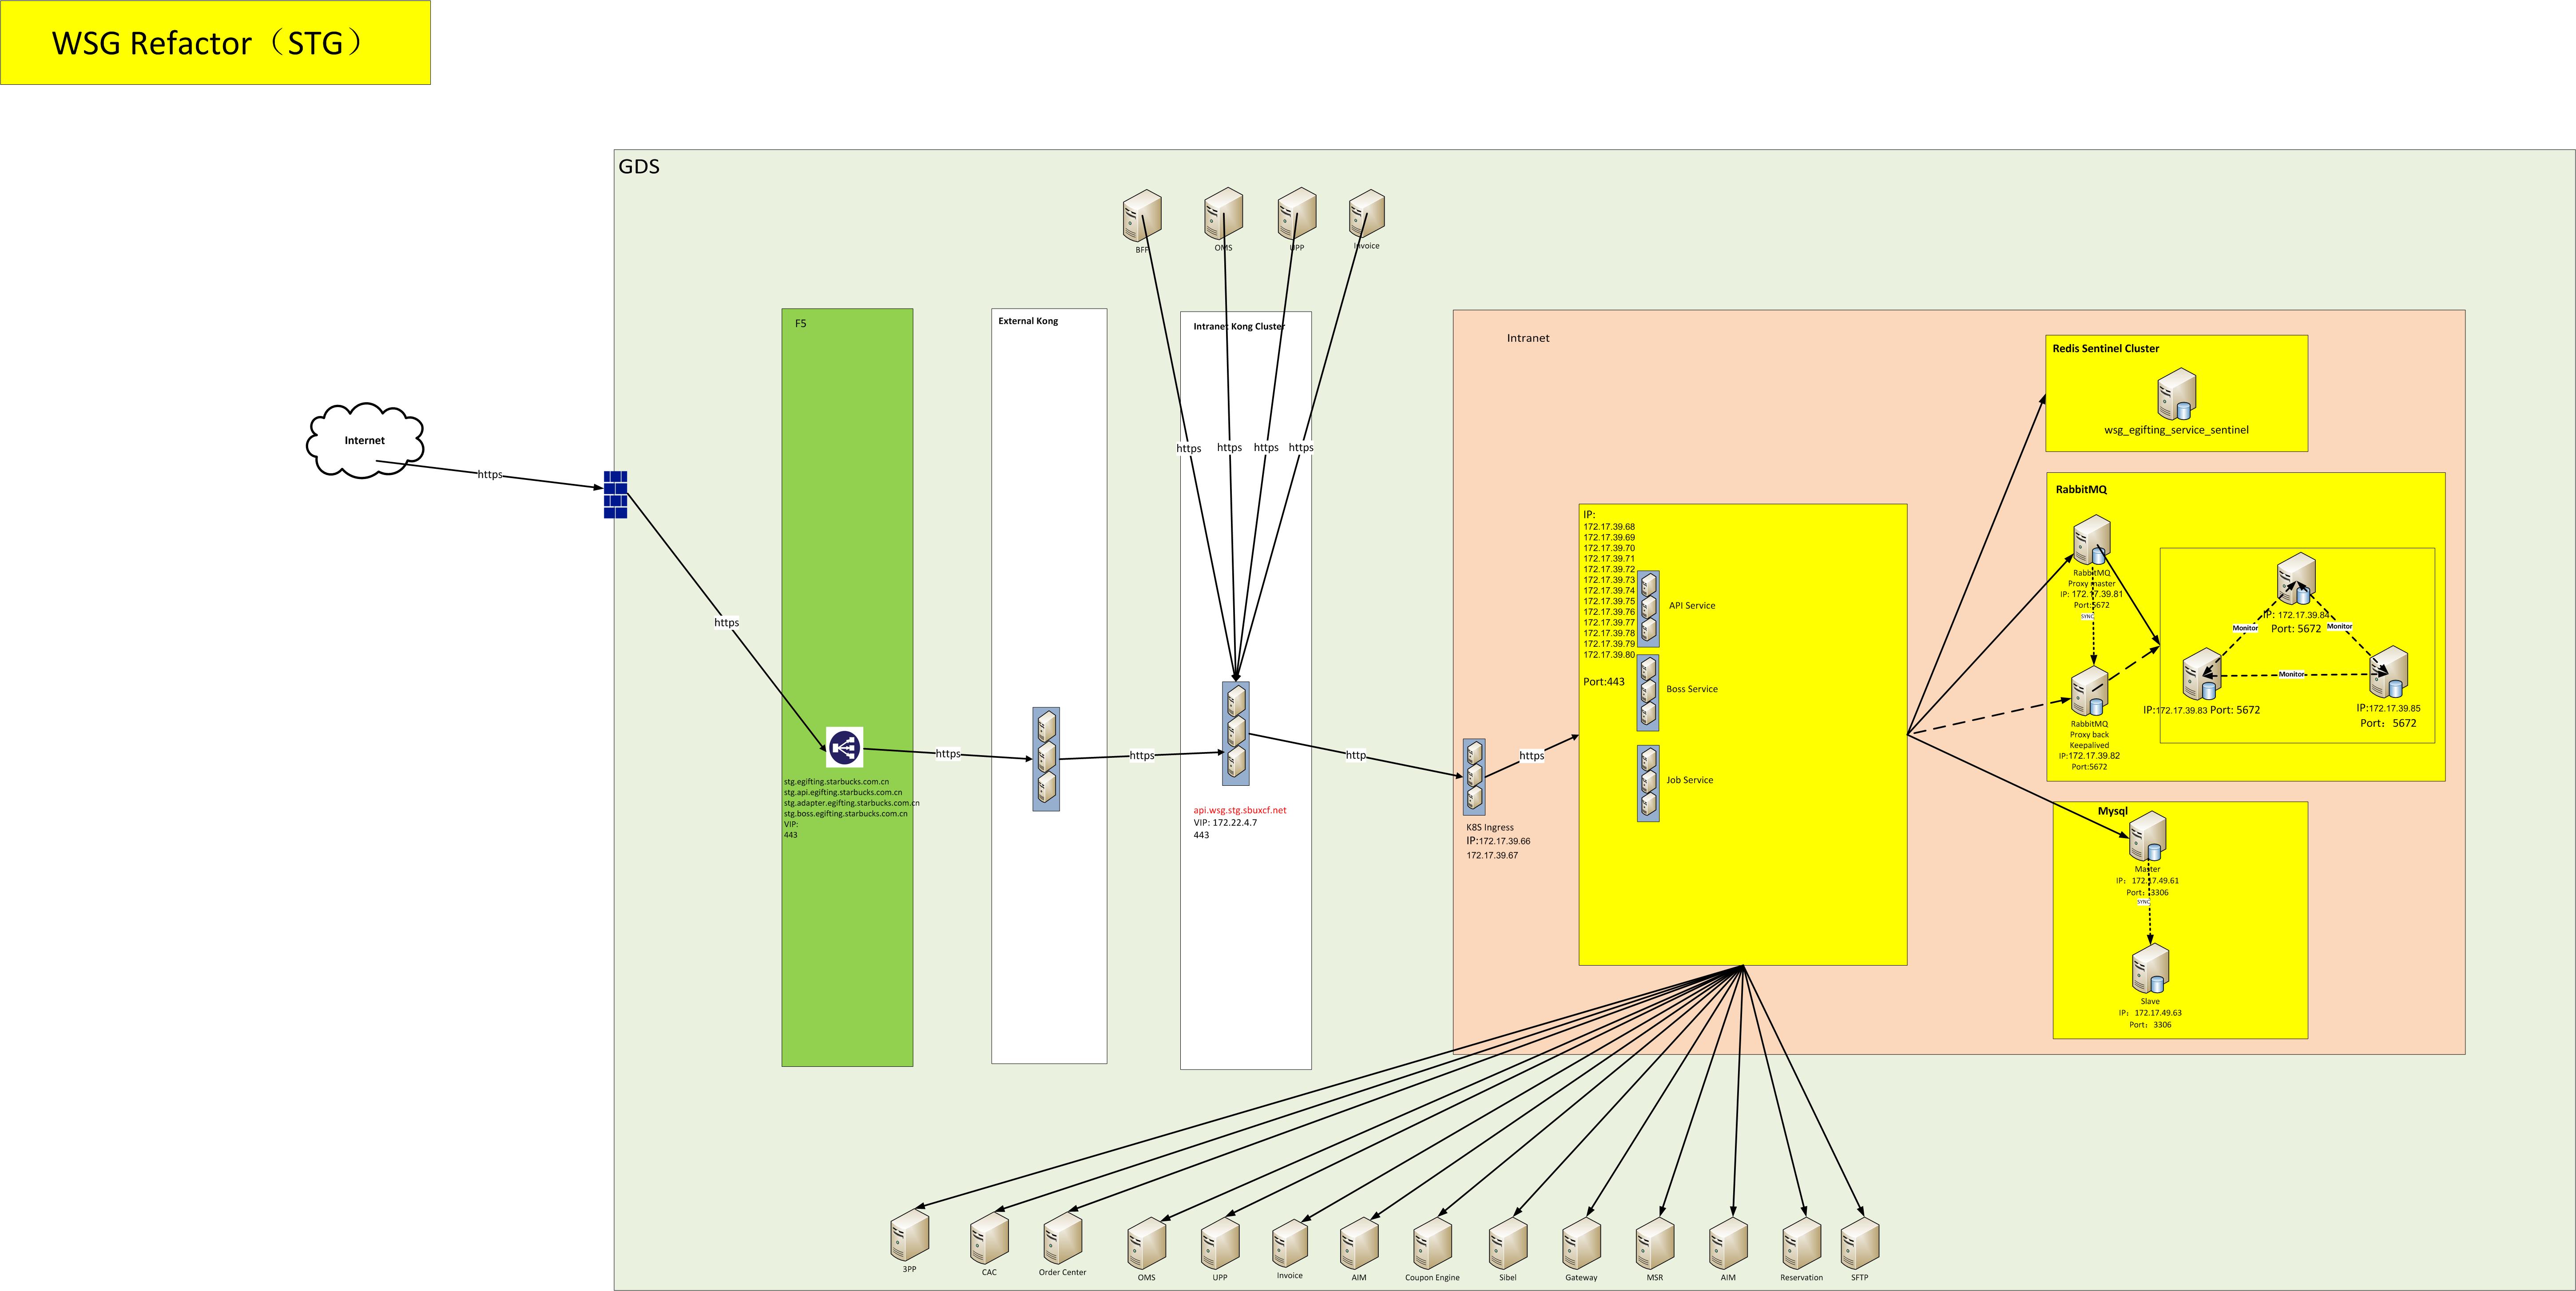 WSG Refactor（STG）
GDS
BFF
OMS
UPP
Invoice
F5
External Kong
Intranet Kong Cluster
Intranet
Redis Sentinel Cluster
wsg_egifting_service_sentinel
Internet
https
https
https
https
https
https
https
https
http
https
https
stg.egifting.starbucks.com.cn
stg.api.egifting.starbucks.com.cn
stg.adapter.egifting.starbucks.com.cn
stg.boss.egifting.starbucks.com.cn
VIP:
443
api.wsg.stg.sbuxcf.net
VIP: 172.22.4.7
443
K8S Ingress
IP:172.17.39.66
172.17.39.67
IP:
172.17.39.68
172.17.39.69
172.17.39.70
172.17.39.71
172.17.39.72
172.17.39.73
172.17.39.74
172.17.39.75
172.17.39.76
172.17.39.77
172.17.39.78
172.17.39.79
172.17.39.80
Port:443
API Service
Boss Service
Job Service
RabbitMQ
RabbitMQ
Proxy master
IP: 172.17.39.81
Port:5672
SYNC
RabbitMQ
Proxy back
Keepalived
IP:172.17.39.82
Port:5672
IP: 172.17.39.84
Port: 5672
Monitor
Monitor
Monitor
IP:172.17.39.83 Port: 5672
IP:172.17.39.85
Port：5672
Mysql
Master
IP：172.17.49.61
Port：3306
SYNC
Slave
IP：172.17.49.63
Port：3306
3PP
CAC
Order Center
OMS
UPP
Invoice
AIM
Coupon Engine
Sibel
Gateway
MSR
AIM
Reservation
SFTP